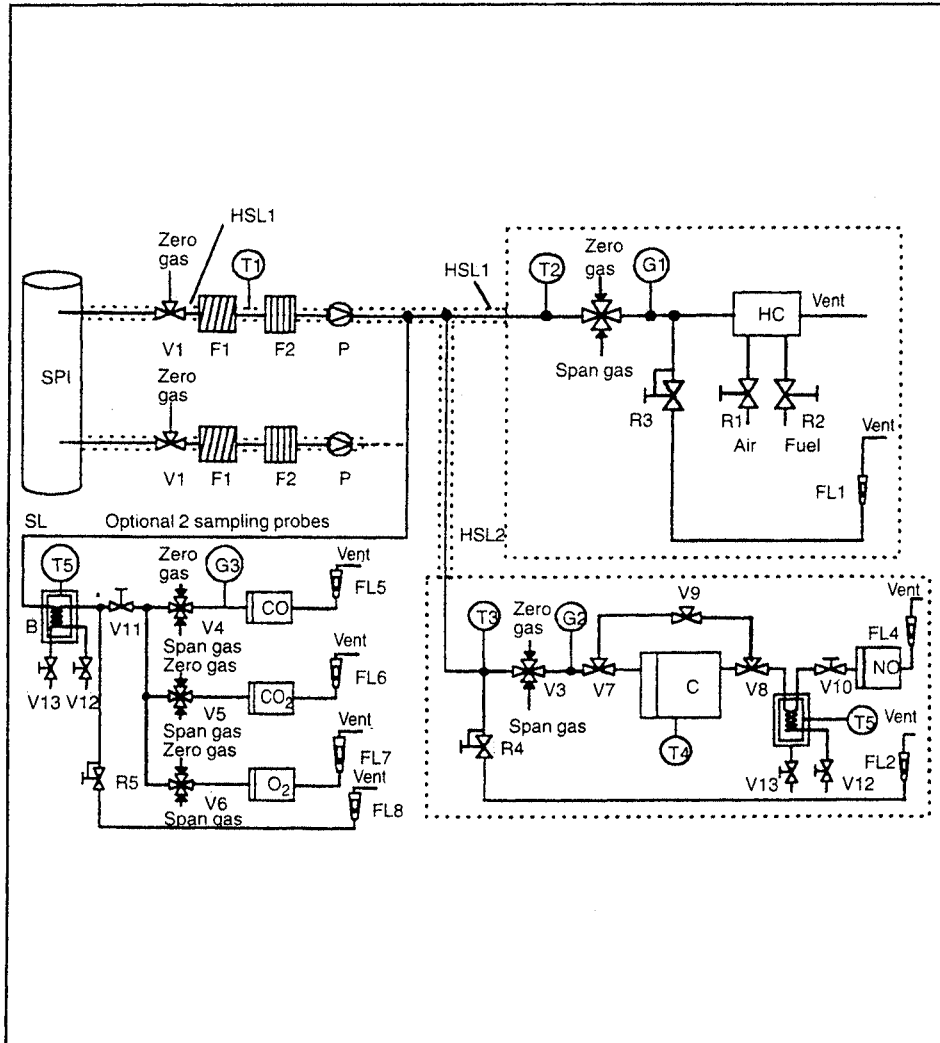 HSL1
Zero gas
T1
V1
F1
F2
P
SPI
Zero gas
V1
F1
F2
P
Optional 2 sampling probes
HSL1
T2
Zero gas
Span gas
G1
HC
Vent
R3
R1
Air
R2
Fuel
Vent
FL1
HSL2
SL
T5
B
V13
V12
V11
Zero gas
V4
Span gas
G3
CO
Vent
FL5
Zero gas
V5
Span gas
CO2
Vent
FL6
Zero gas
V6
Span gas
O2
Vent
FL7
R5
Vent
FL8
T3
Zero gas
V3
Span gas
G2
V7
V9
C
T4
V8
V10
NO
Vent
FL4
T5
V13
V12
R4
Vent
FL2